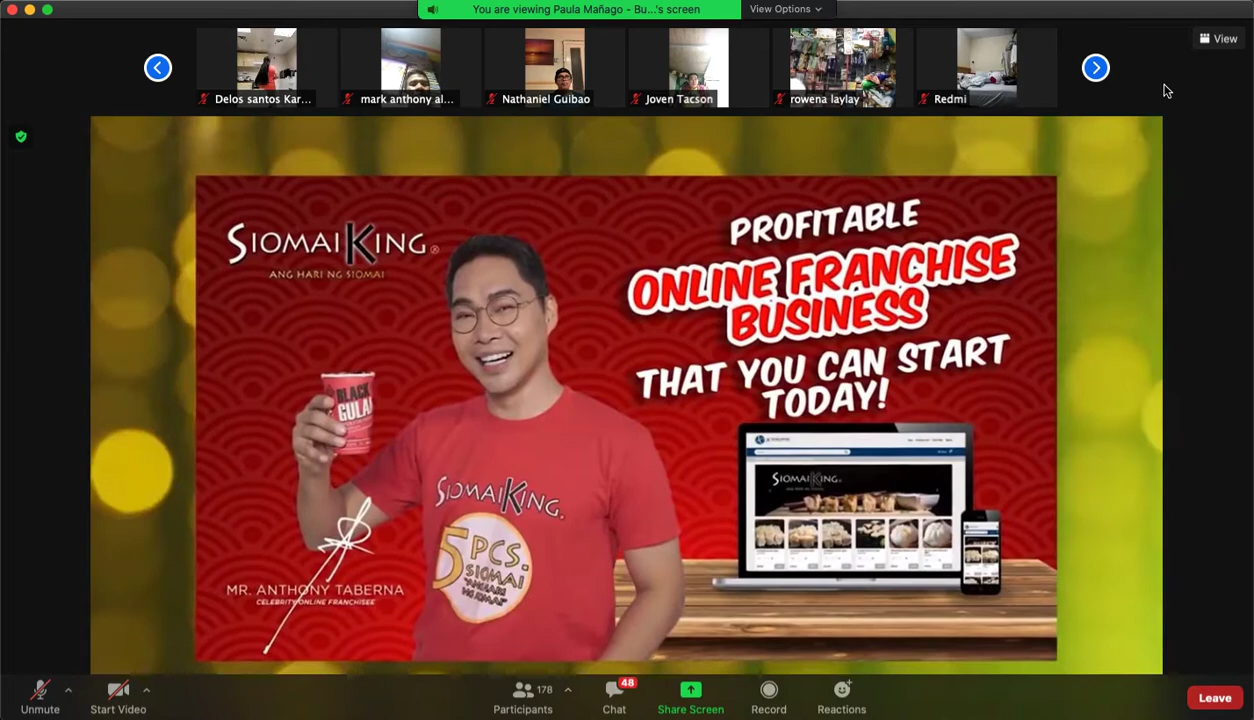 You are viewing Paula Mañago - Bu...'s screen
View Options
View
Delos santos Kar...
mark anthony al...
Nathaniel Guibao
Joven Tacson
rowena laylay
Redmi
SIOMAI KING®
ANG HARI NG SIOMAI
PROFITABLE
ONLINE FRANCHISE
BUSINESS
THAT YOU CAN START
TODAY!
BLACK
GULA
SIOMAI KING.
SIOMAI KING.
5 PCS.
SIOMAI
MR. ANTHONY TABERNA
CELEBRITY ONLINE FRANCHISEE
Unmute
Start Video
178
Participants
48
Chat
Share Screen
Record
Reactions
Leave